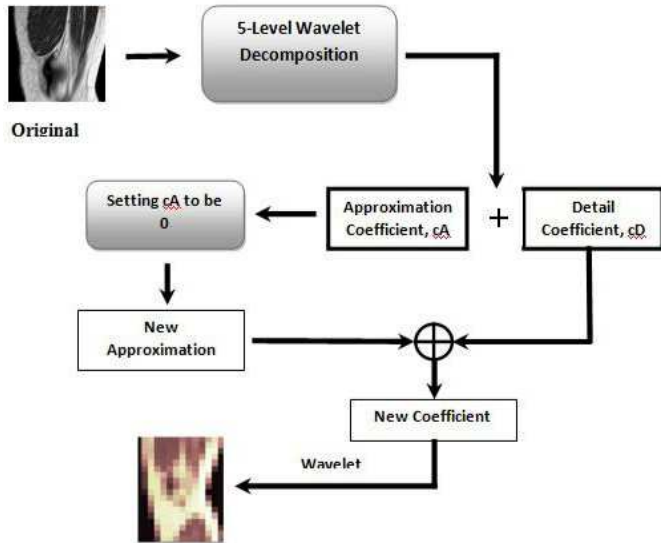 5-Level Wavelet
Decomposition
Original
Setting cA to be
0
Approximation
Coefficient, cA
+
Detail
Coefficient, cD
New
Approximation
New Coefficient
Wavelet